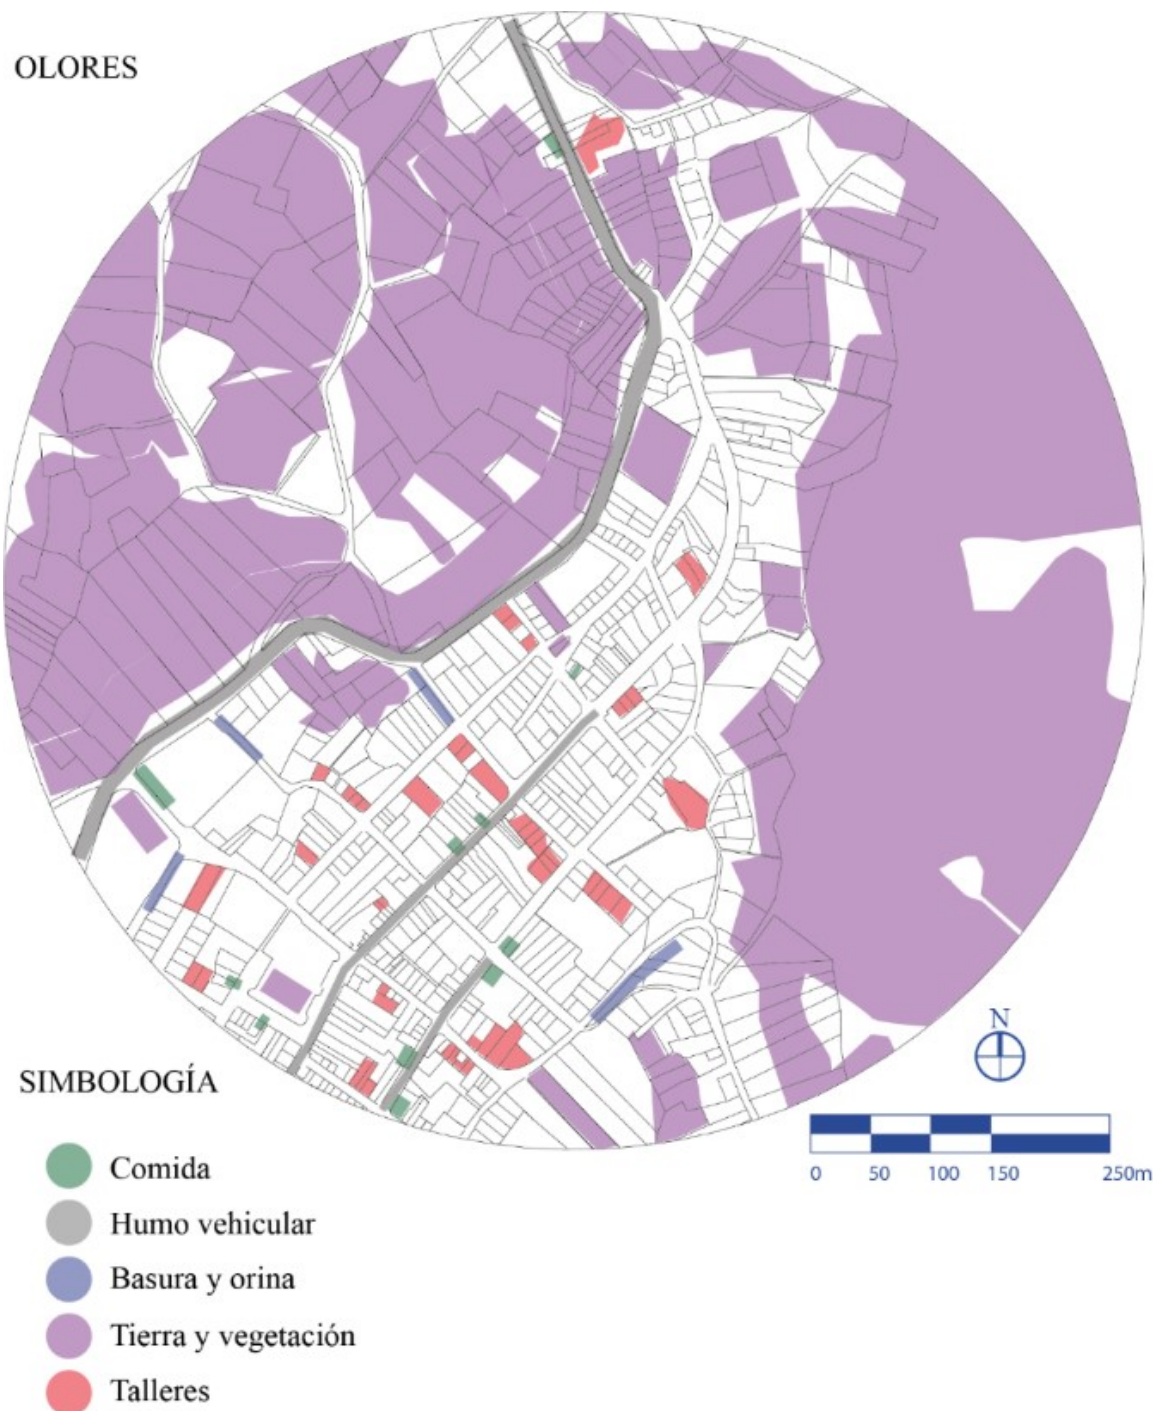 OLORES
N
0 50 100 150 250m
SIMBOLOGÍA
Comida
Humo vehicular
Basura y orina
Tierra y vegetación
Talleres